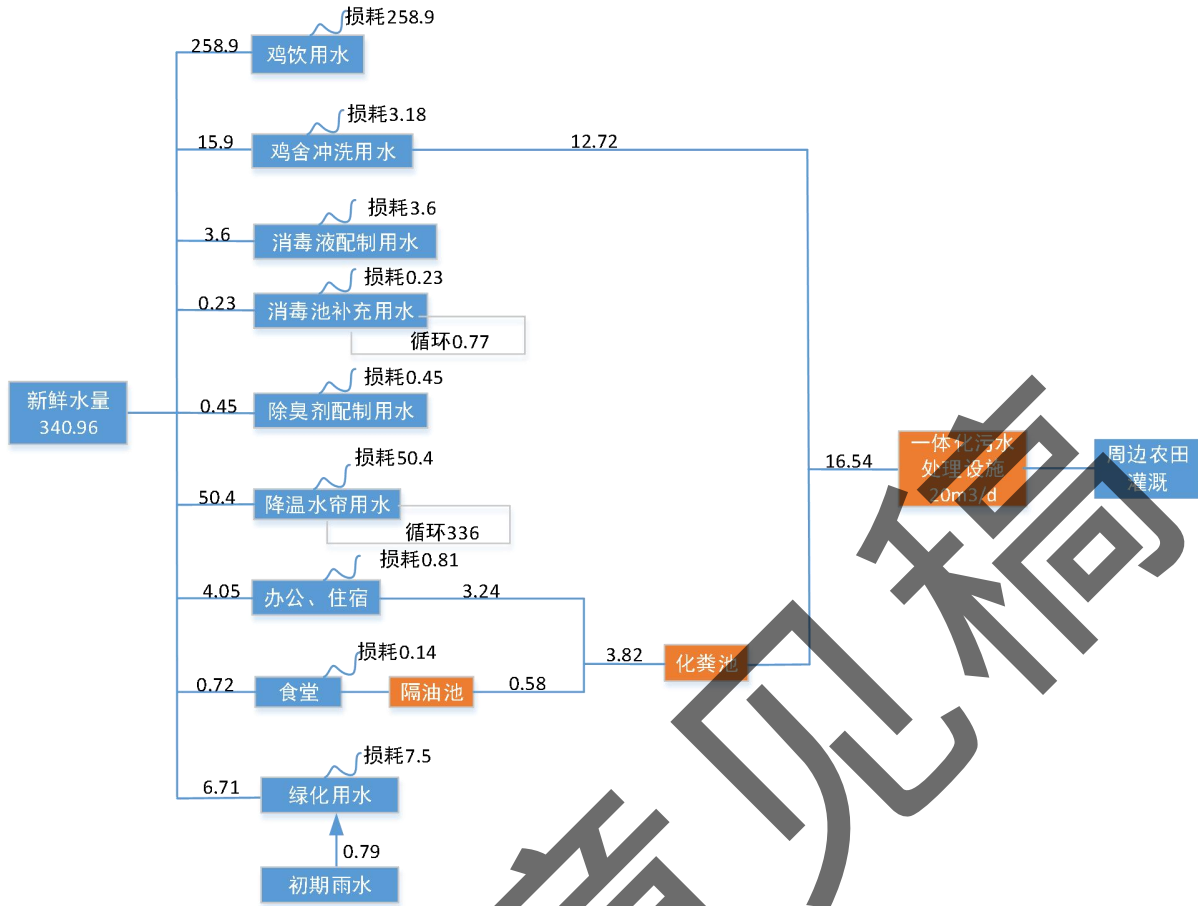 损耗258.9
258.9
鸡饮用水
损耗3.18
15.9
鸡舍冲洗用水
12.72
损耗3.6
3.6
消毒液配制用水
损耗0.23
0.23
消毒池补充用水
循环0.77
新鲜水量
340.96
损耗0.45
0.45
除臭剂配制用水
损耗50.4
50.4
降温水帘用水
循环336
16.54
一体化污水
处理设施
20m3/d
周边农田
灌溉
损耗0.81
4.05
办公、住宿
3.24
3.82
化粪池
损耗0.14
0.72
食堂
隔油池
0.58
损耗7.5
6.71
绿化用水
0.79
初期雨水
意见稿